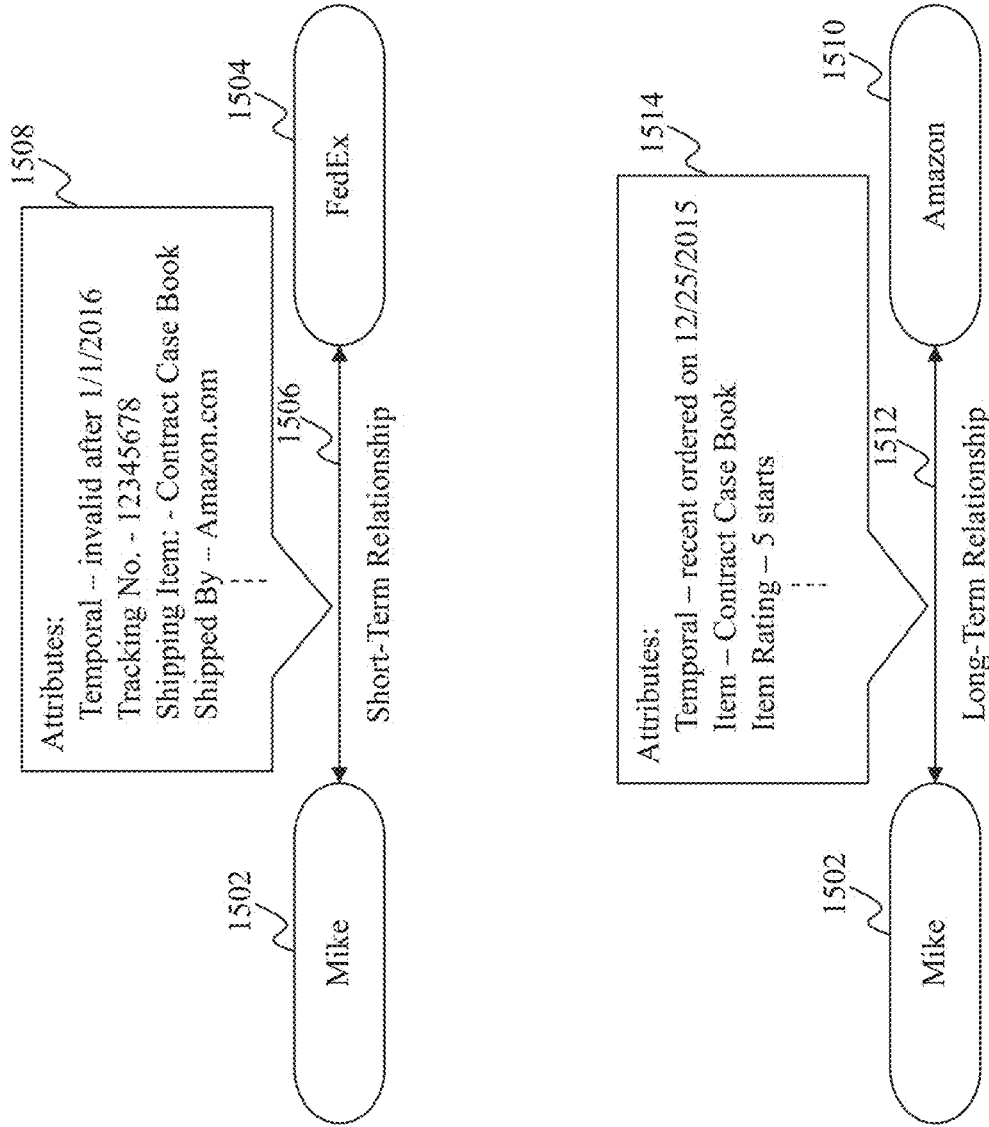 1508
Attributes:
Temporal – invalid after 1/1/2016
Tracking No. - 12345678
Shipping Item: - Contract Case Book
Shipped By – Amazon.com
1502
1506
1504
Mike
FedEx
Short-Term Relationship
1514
Attributes:
Temporal – recent ordered on 12/25/2015
Item – Contract Case Book
Item Rating – 5 starts
1502
1512
1510
Mike
Amazon
Long-Term Relationship